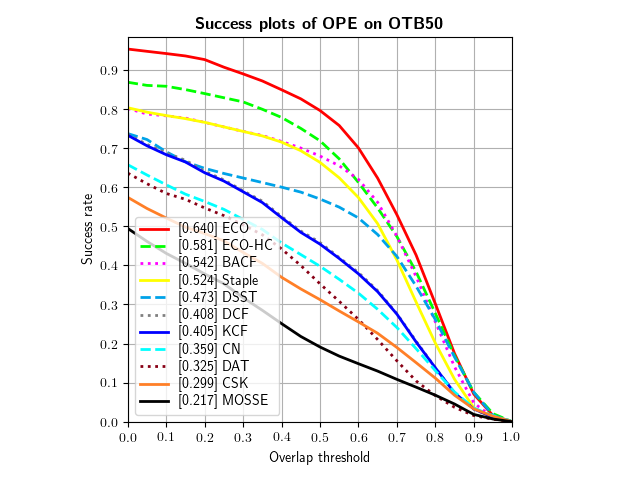 Success plots of OPE on OTB50
Success rate
0.9
0.8
0.7
0.6
0.5
0.4
0.3
0.2
0.1
0.0
[0.640] ECO
[0.581] ECO-HC
[0.542] BACF
[0.524] Staple
[0.473] DSST
[0.408] DCF
[0.405] KCF
[0.359] CN
[0.325] DAT
[0.299] CSK
[0.217] MOSSE
0.0 0.1 0.2 0.3 0.4 0.5 0.6 0.7 0.8 0.9 1.0
Overlap threshold